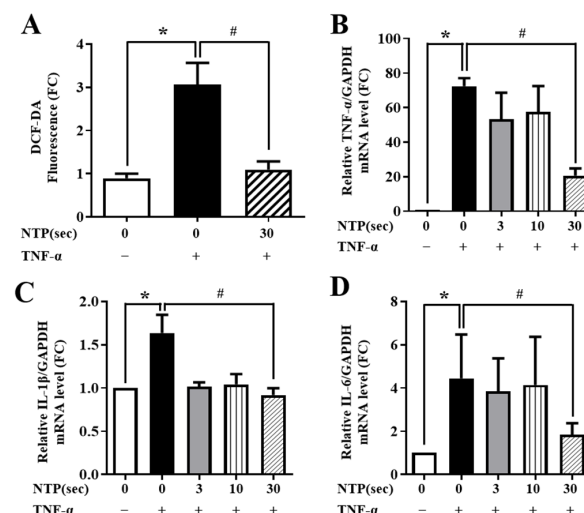 A
DCF-DA
Fluorescence (FC)
4
3
2
1
0
*
#
NTP(sec) 0 0 30
TNF-α – + +
B
Relative TNF-α/GAPDH
mRNA level (FC)
100
80
60
40
20
0
*
#
NTP(sec) 0 0 3 10 30
TNF-α – + + + +
C
Relative IL-1β/GAPDH
mRNA level (FC)
2.0
1.5
1.0
0.5
0.0
*
#
NTP(sec) 0 0 3 10 30
TNF-α – + + + +
D
Relative IL-6/GAPDH
mRNA level (FC)
8
6
4
2
0
*
#
NTP(sec) 0 0 3 10 30
TNF-α – + + + +